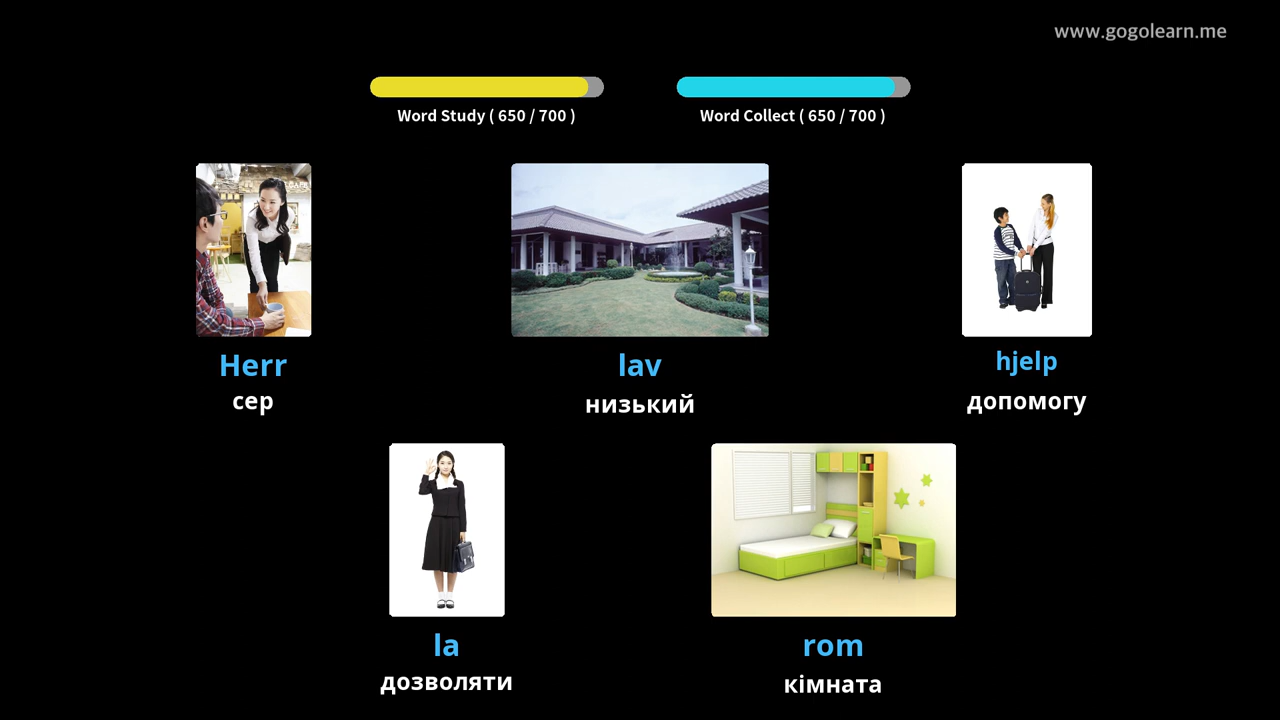 www.gogolearn.me
Word Study ( 650 / 700 )
Word Collect ( 650 / 700 )
Herr
сер
lav
низький
hjelp
допомогу
la
дозволяти
rom
кімната